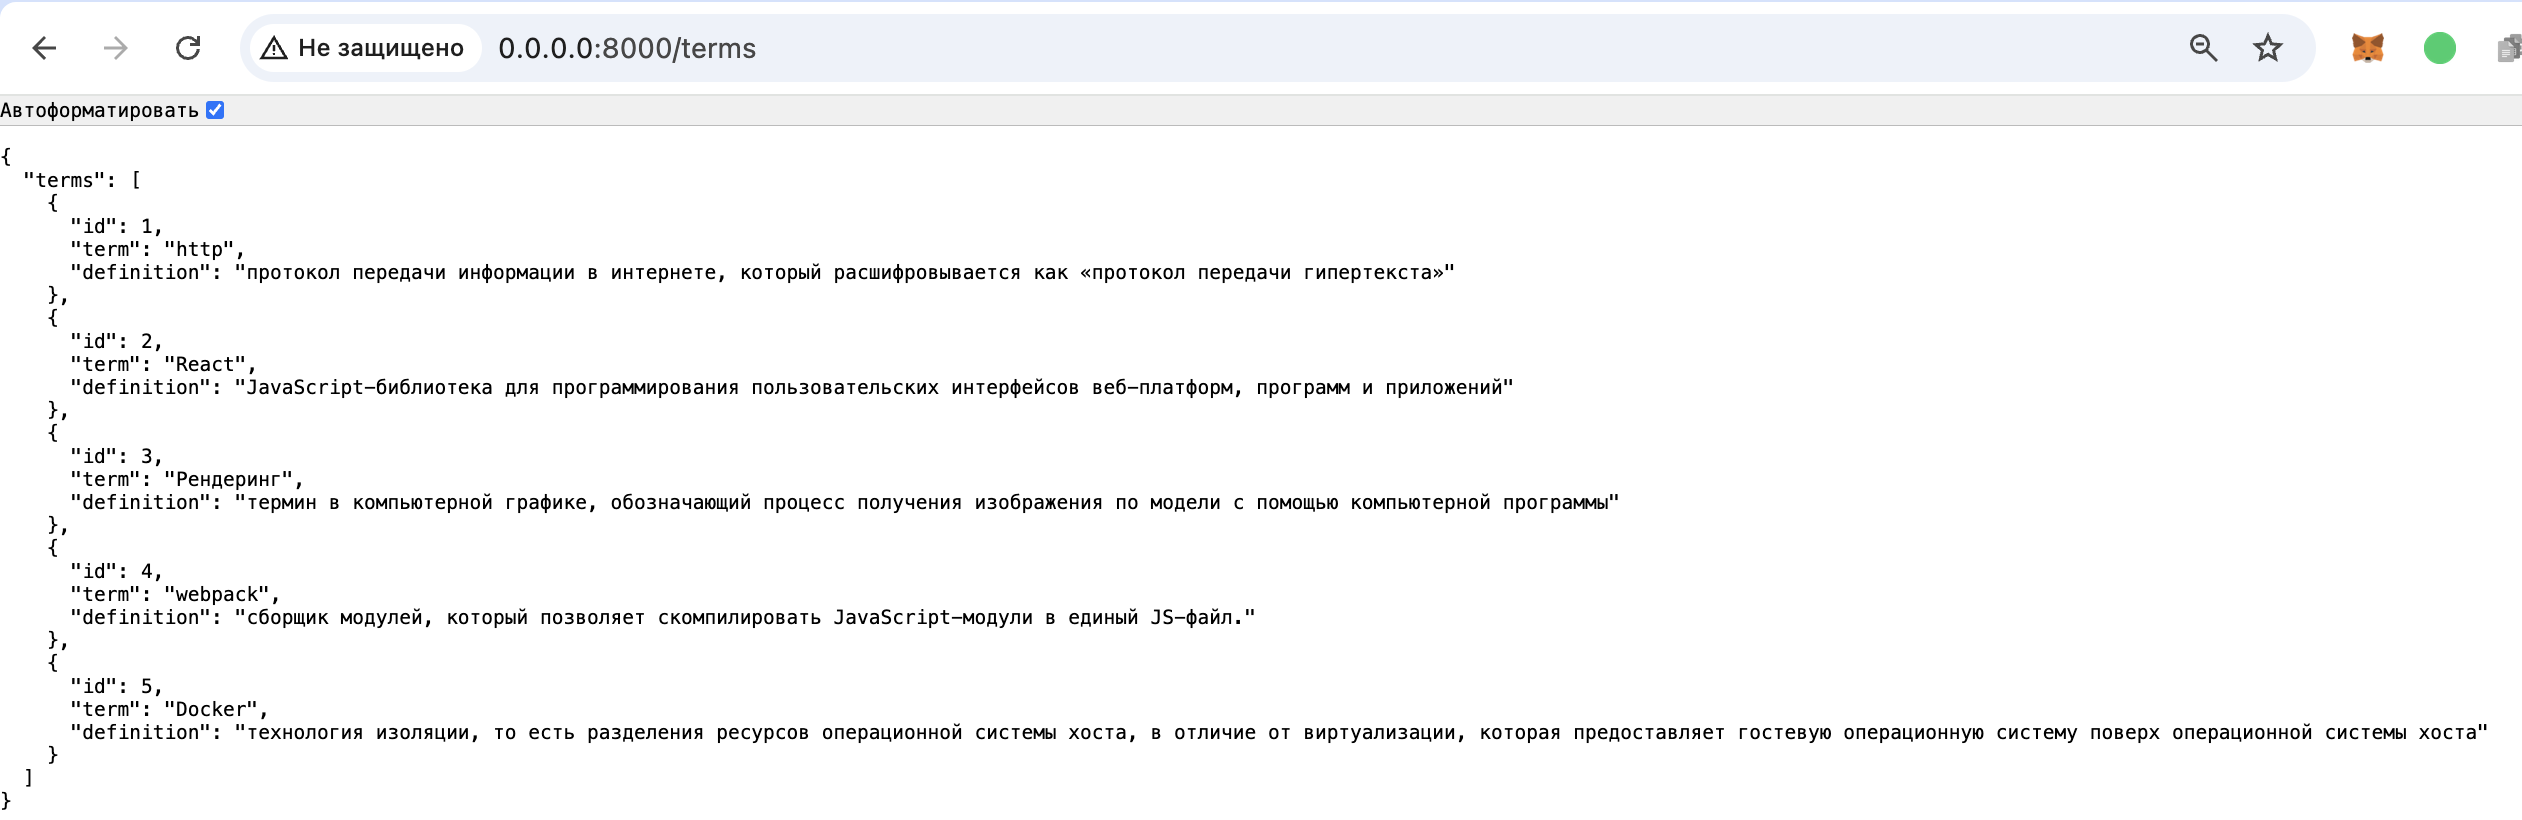 Не защищено 0.0.0.0:8000/terms
Автоформатировать
{
  "terms": [
    {
      "id": 1,
      "term": "http",
      "definition": "протокол передачи информации в интернете, который расшифровывается как «протокол передачи гипертекста»"
    },
    {
      "id": 2,
      "term": "React",
      "definition": "JavaScript-библиотека для программирования пользовательских интерфейсов веб-платформ, программ и приложений"
    },
    {
      "id": 3,
      "term": "Рендеринг",
      "definition": "термин в компьютерной графике, обозначающий процесс получения изображения по модели с помощью компьютерной программы"
    },
    {
      "id": 4,
      "term": "webpack",
      "definition": "сборщик модулей, который позволяет скомпилировать JavaScript-модули в единый JS-файл."
    },
    {
      "id": 5,
      "term": "Docker",
      "definition": "технология изоляции, то есть разделения ресурсов операционной системы хоста, в отличие от виртуализации, которая предоставляет гостевую операционную систему поверх операционной системы хоста"
    }
  ]
}